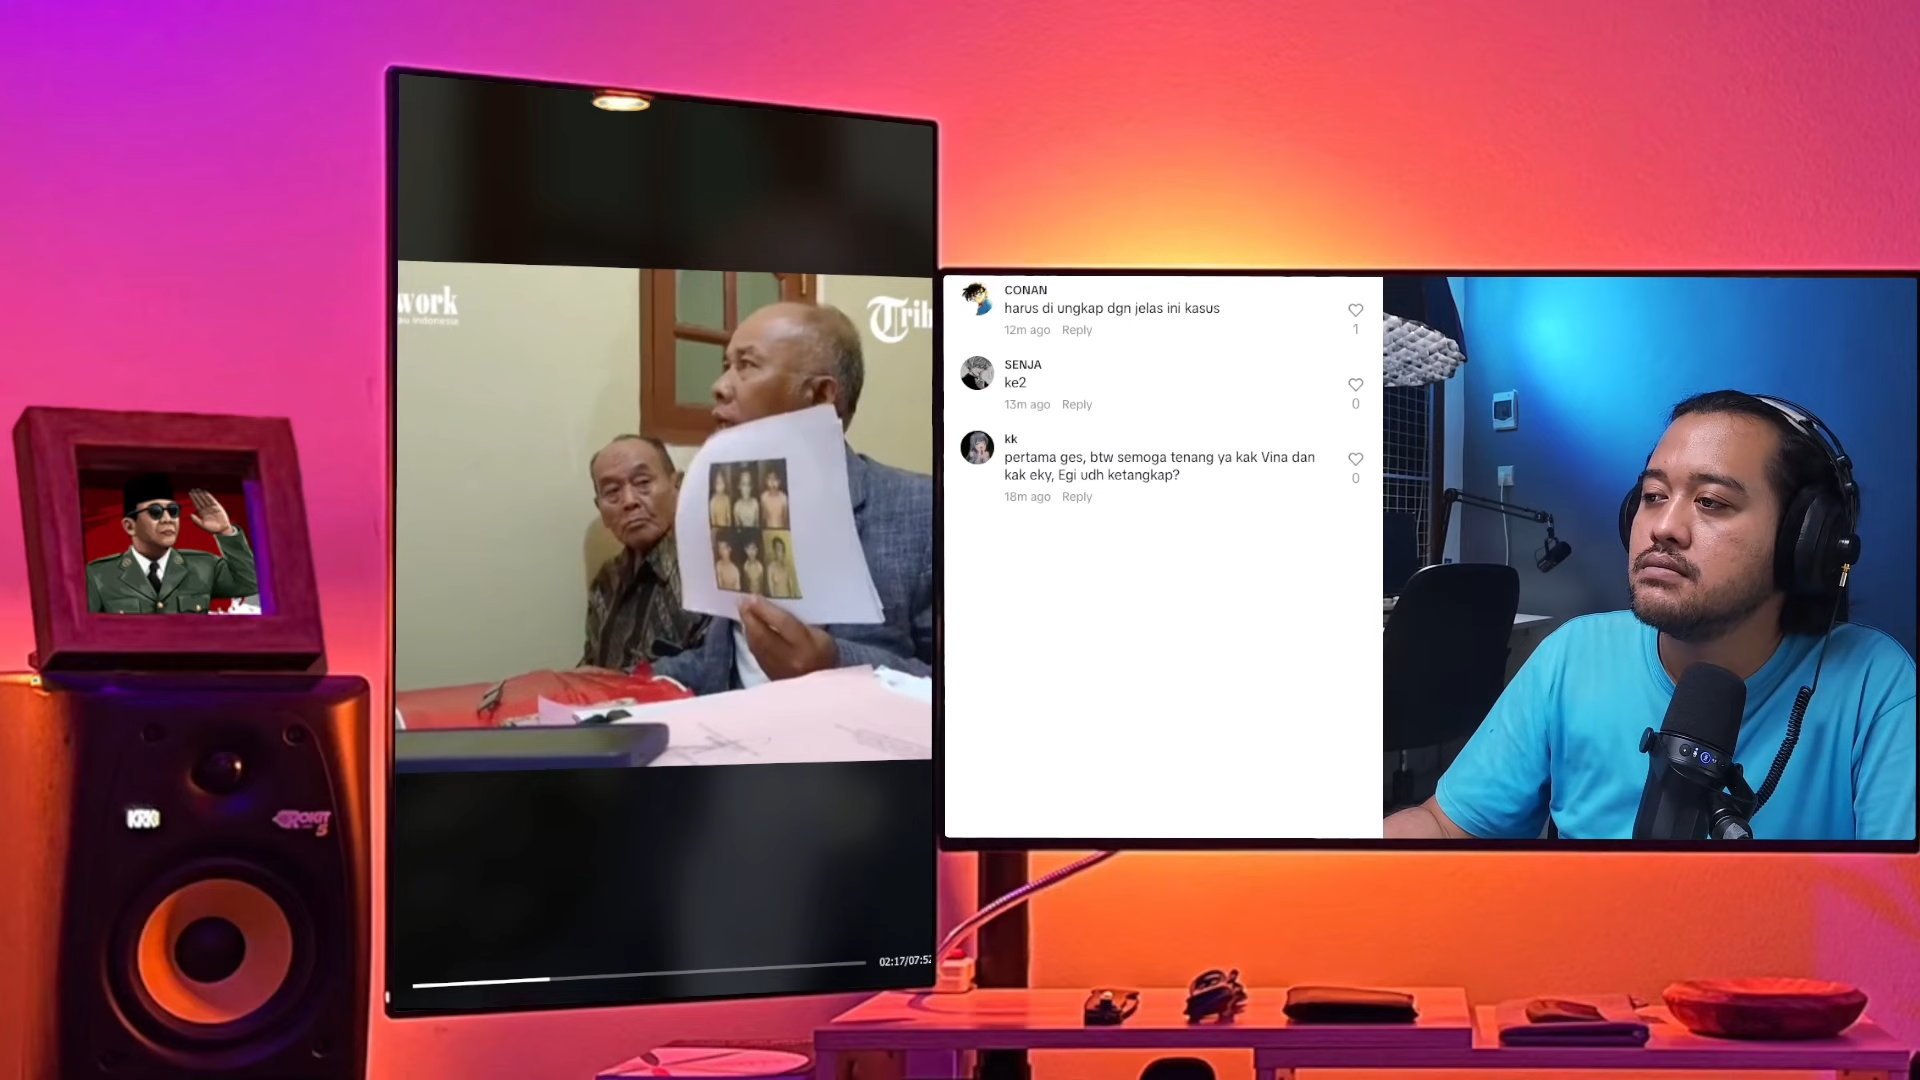 work
Trib
CONAN
harus di ungkap dgn jelas ini kasus
12m ago Reply
1
SENJA
ke2
13m ago Reply
0
kk
pertama ges, btw semoga tenang ya kak Vina dan
kak eky, Egi udh ketangkap?
18m ago Reply
0
KRK
ROKIT 5
02:17/07:52